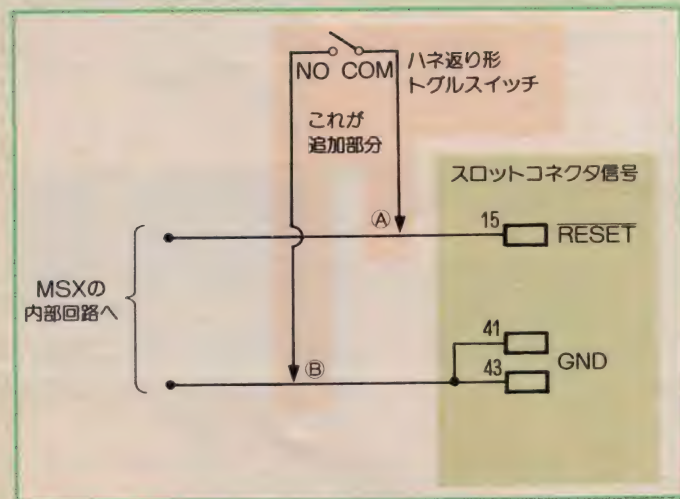 NO COM
ハネ返り形
トグルスイッチ
これが
追加部分
スロットコネクタ信号
Ⓐ
15
RESET
MSXの
内部回路へ
41
Ⓑ
43
GND